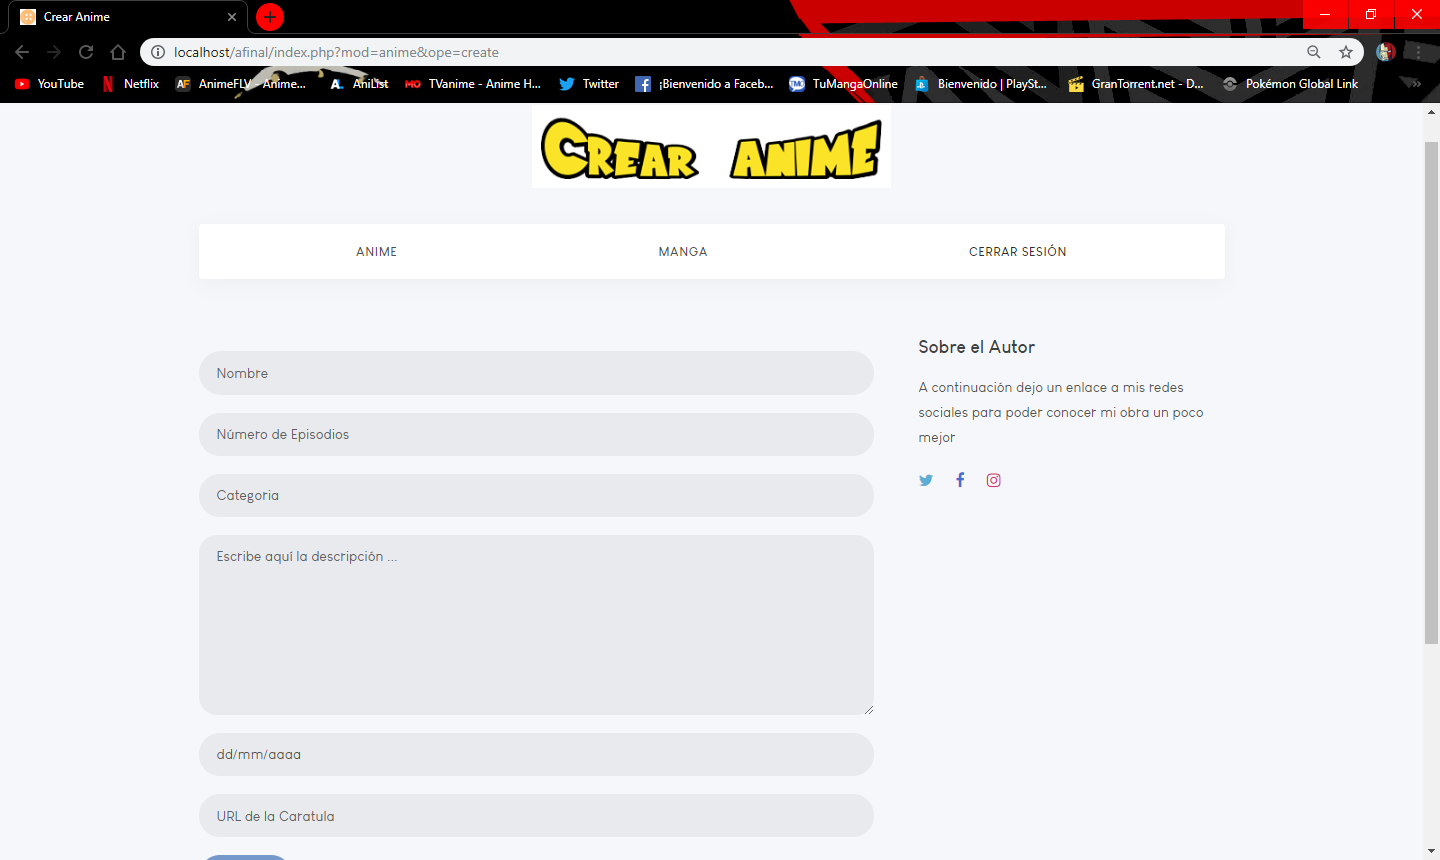 Crear Anime
localhost/afinal/index.php?mod=anime&ope=create
YouTube Netflix AnimeFLV - Anime... AniList TVanime - Anime H... Twitter ¡Bienvenido a Faceb... TuMangaOnline Bienvenido | PlaySt... GranTorrent.net - D... Pokémon Global Link
CREAR ANIME
ANIME MANGA CERRAR SESIÓN
Nombre
Número de Episodios
Categoria
Escribe aquí la descripción ...
dd/mm/aaaa
URL de la Caratula
Sobre el Autor
A continuación dejo un enlace a mis redes
sociales para poder conocer mi obra un poco
mejor